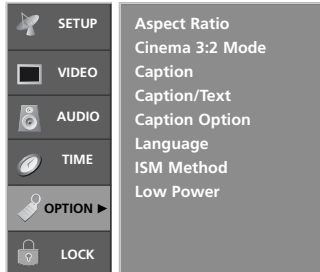 SETUP
VIDEO
AUDIO
TIME
OPTION ►
LOCK
Aspect Ratio
Cinema 3:2 Mode
Caption
Caption/Text
Caption Option
Language
ISM Method
Low Power